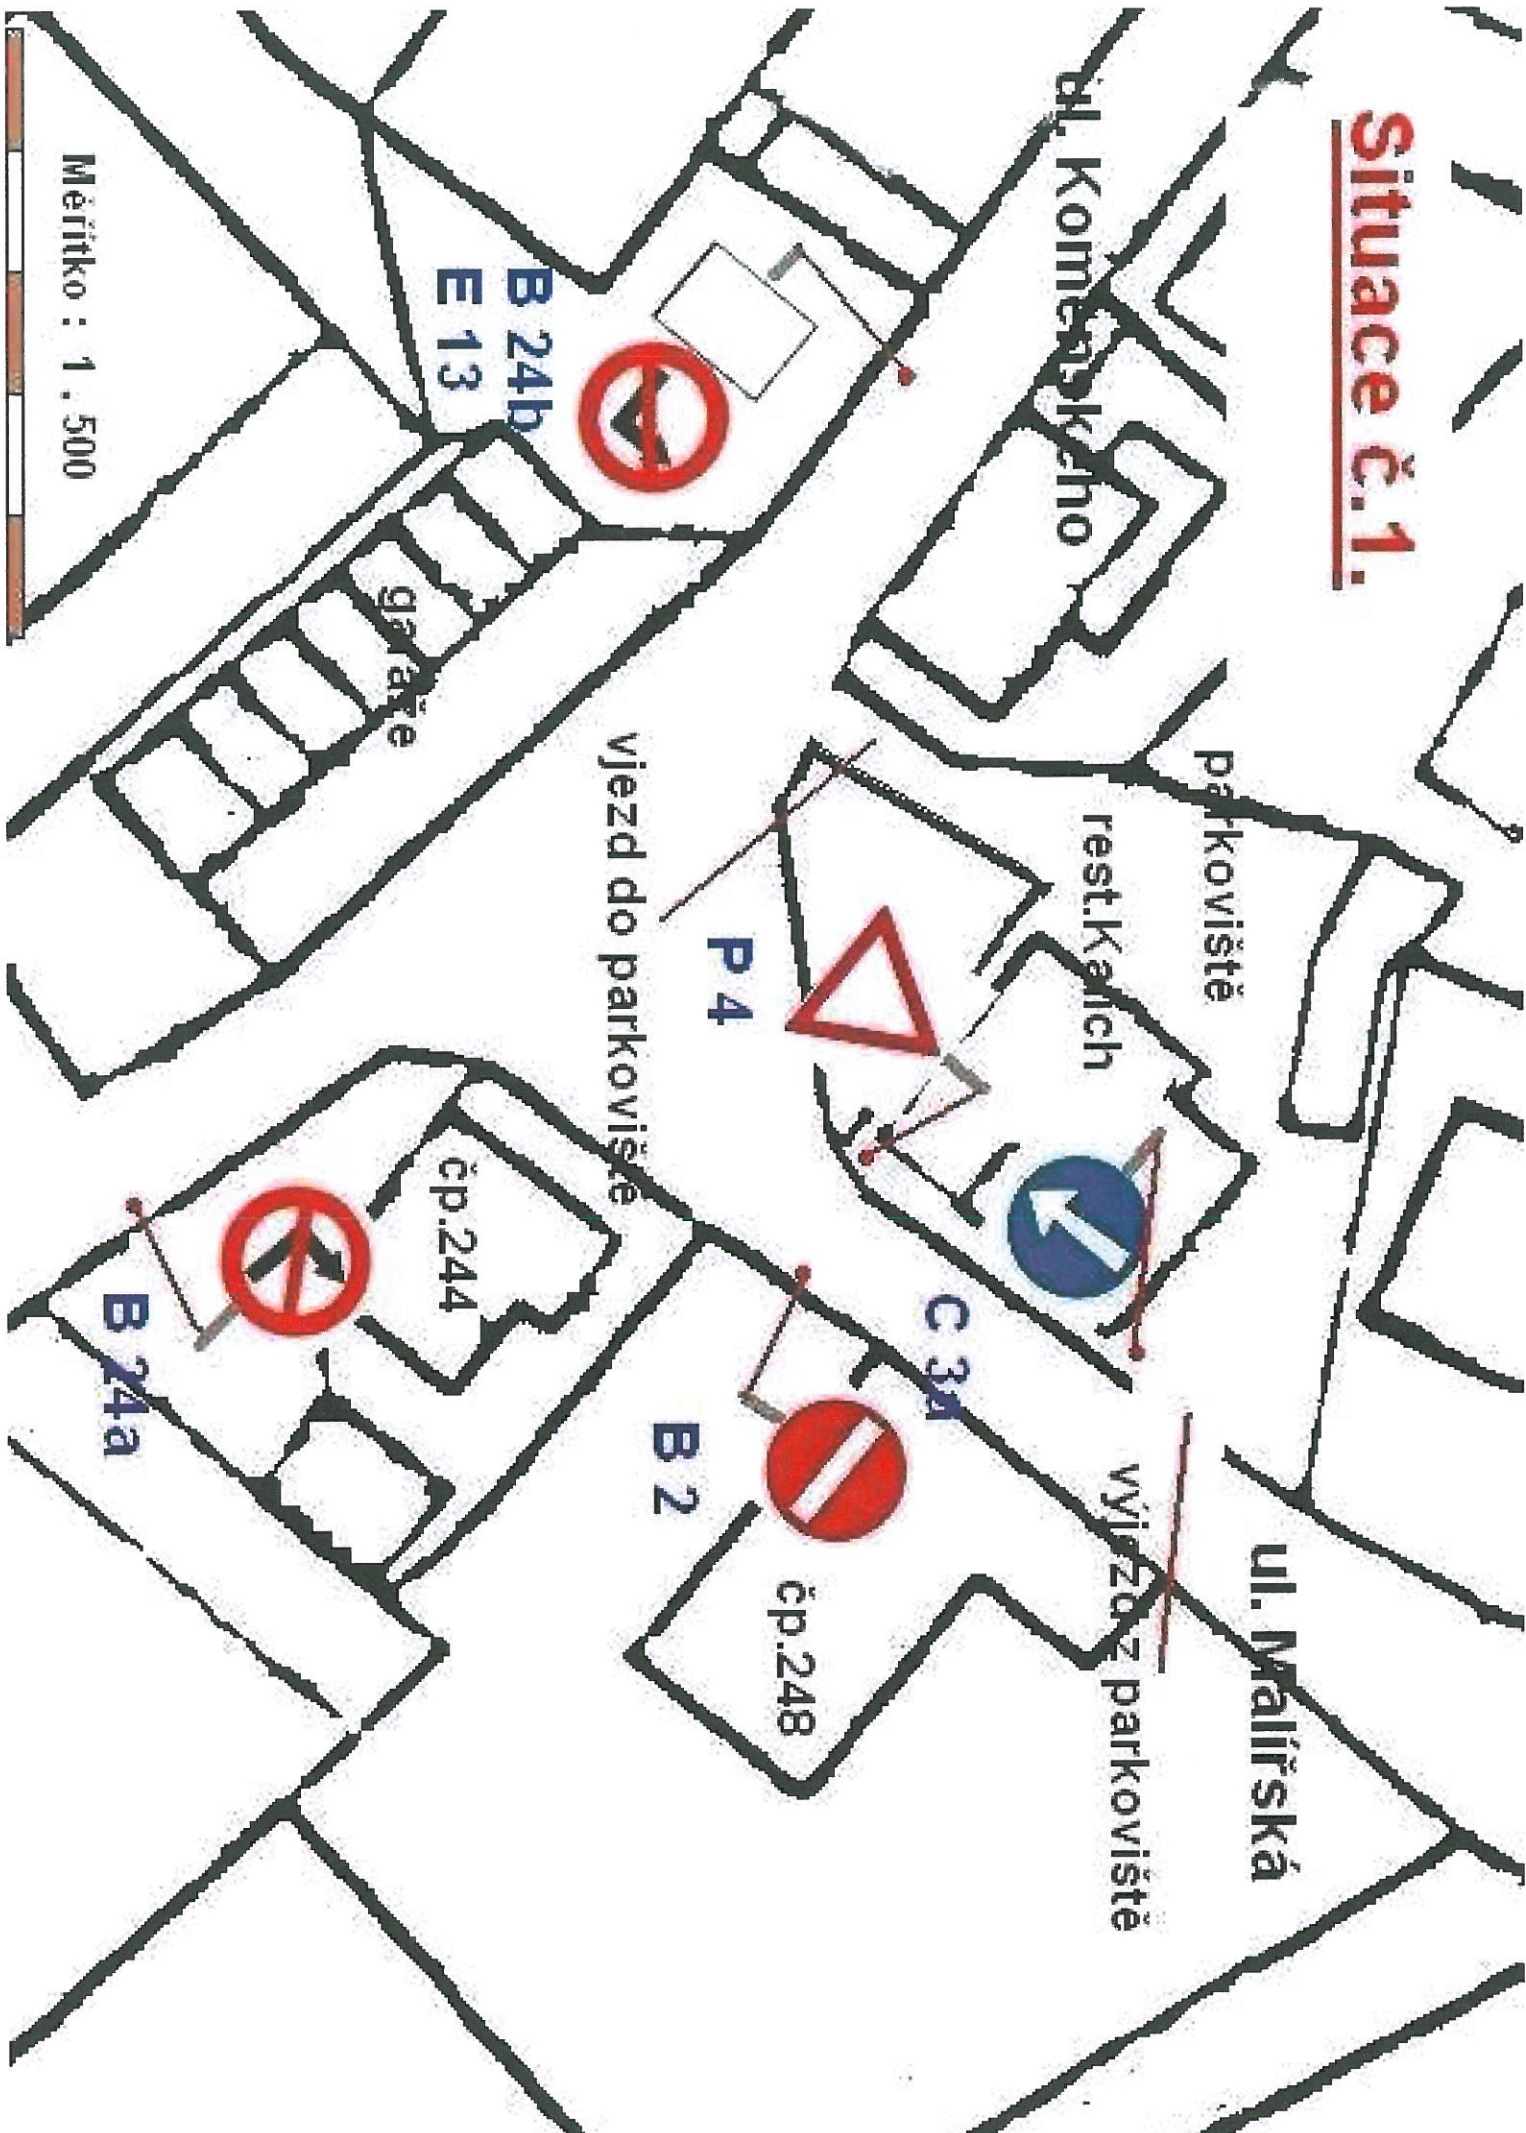 Situace č.1.
ul. Malířská
parkoviště
výjezd z parkoviště
rest.Kalich
ul. Komenského
C 3a
čp.248
P 4
B 2
vjezd do parkoviště
B 24b
E 13
čp.244
garáže
B 24a
Měřítko : 1 . 500